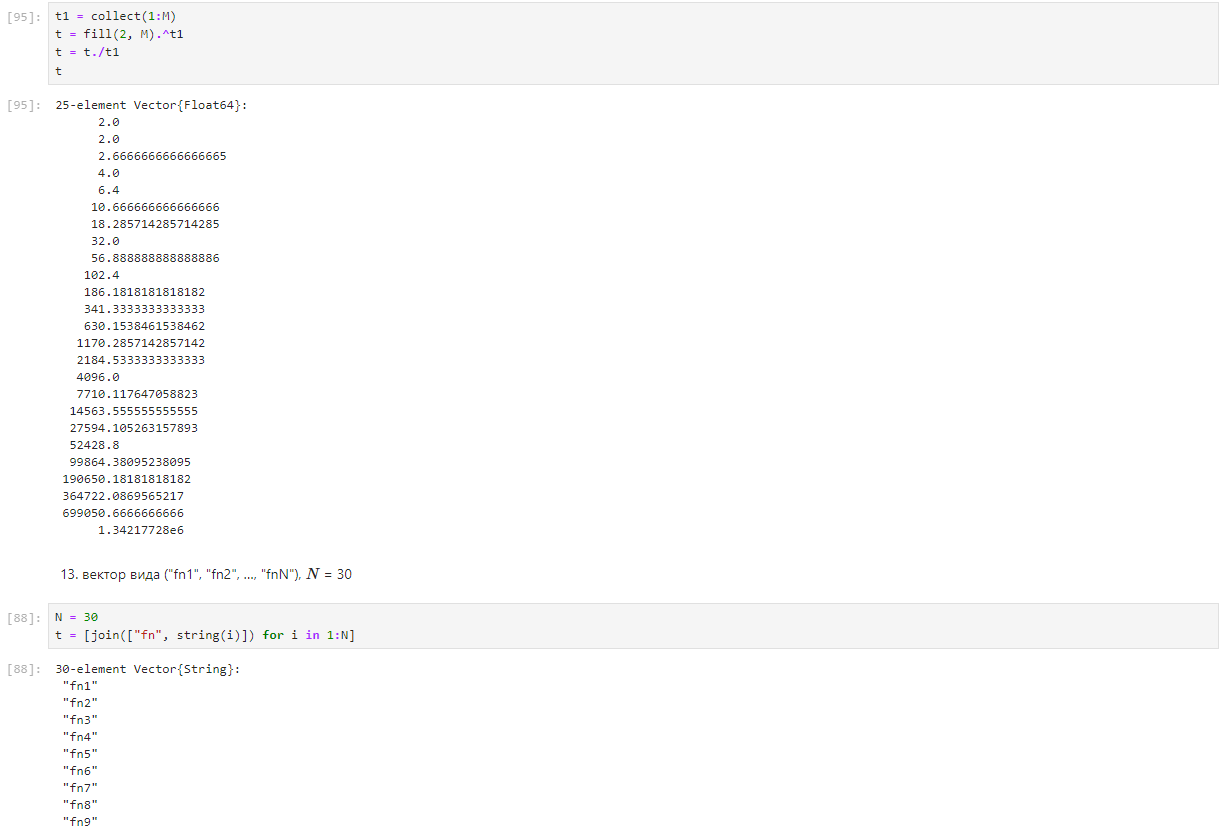 [95]: t1 = collect(1:M)
t = fill(2, M).^t1
t = t./t1
t
[95]: 25-element Vector{Float64}:
2.0
2.0
2.6666666666666665
4.0
6.4
10.666666666666666
18.285714285714285
32.0
56.888888888888886
102.4
186.1818181818182
341.3333333333333
630.1538461538462
1170.2857142857142
2184.5333333333333
4096.0
7710.117647058823
14563.555555555555
27594.105263157893
52428.8
99864.38095238095
190650.18181818182
364722.0869565217
699050.6666666666
1.34217728e6
13. вектор вида ("fn1", "fn2", ..., "fnN"), N = 30
[88]: N = 30
t = [join(["fn", string(i)]) for i in 1:N]
[88]: 30-element Vector{String}:
"fn1"
"fn2"
"fn3"
"fn4"
"fn5"
"fn6"
"fn7"
"fn8"
"fn9"